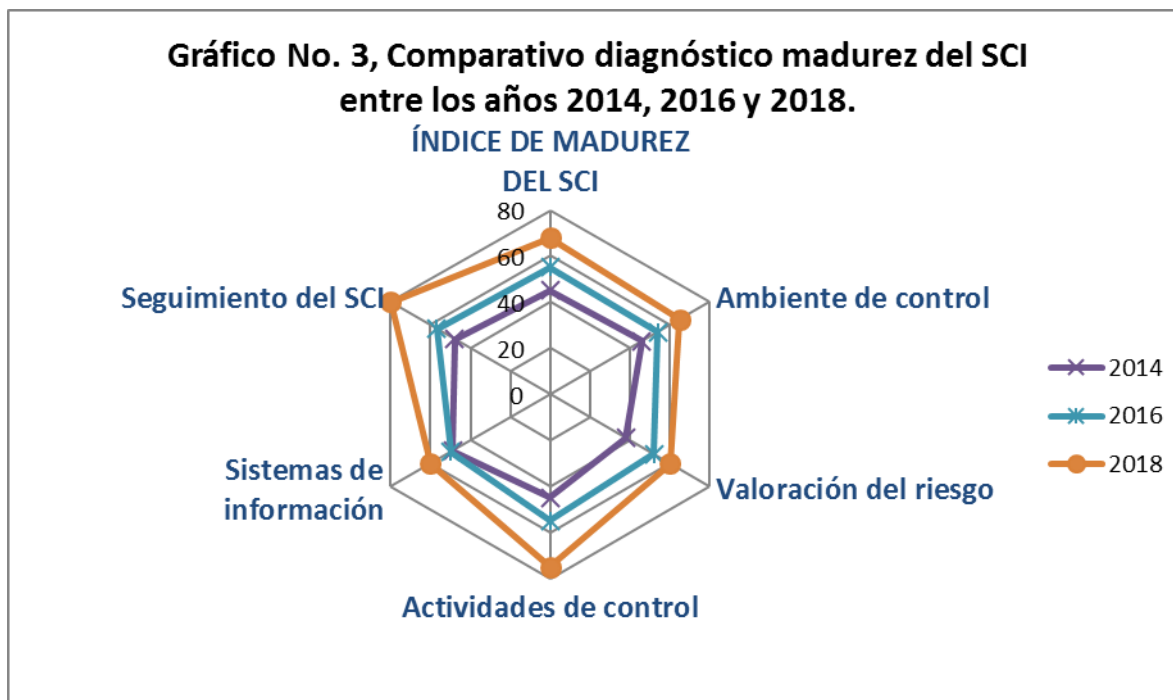 Gráfico No. 3, Comparativo diagnóstico madurez del SCI
entre los años 2014, 2016 y 2018.
ÍNDICE DE MADUREZ
DEL SCI
80
60
40
20
0
Ambiente de control
Valoración del riesgo
Actividades de control
Sistemas de
información
Seguimiento del SCI
2014
2016
2018